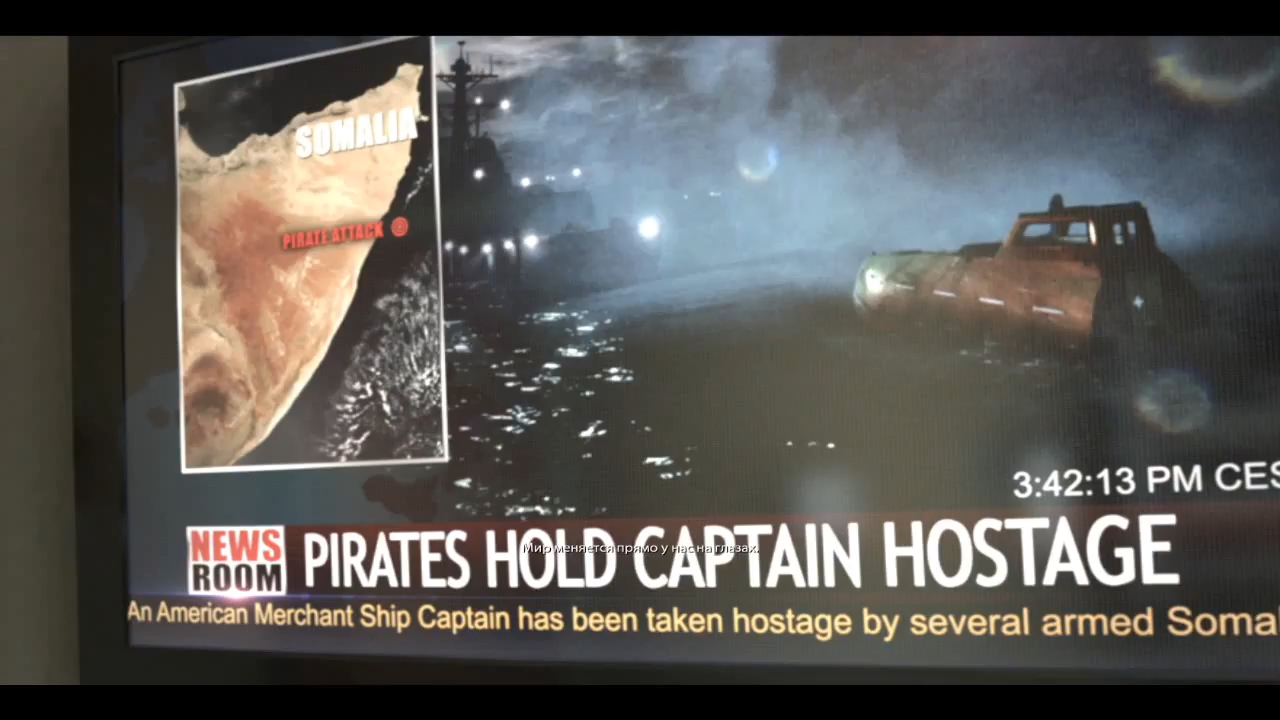 SOMALIA
PIRATE ATTACK
3:42:13 PM CES
NEWS
ROOM
PIRATES HOLD CAPTAIN HOSTAGE
Мир меняется прямо у нас на глазах.
An American Merchant Ship Captain has been taken hostage by several armed Somal